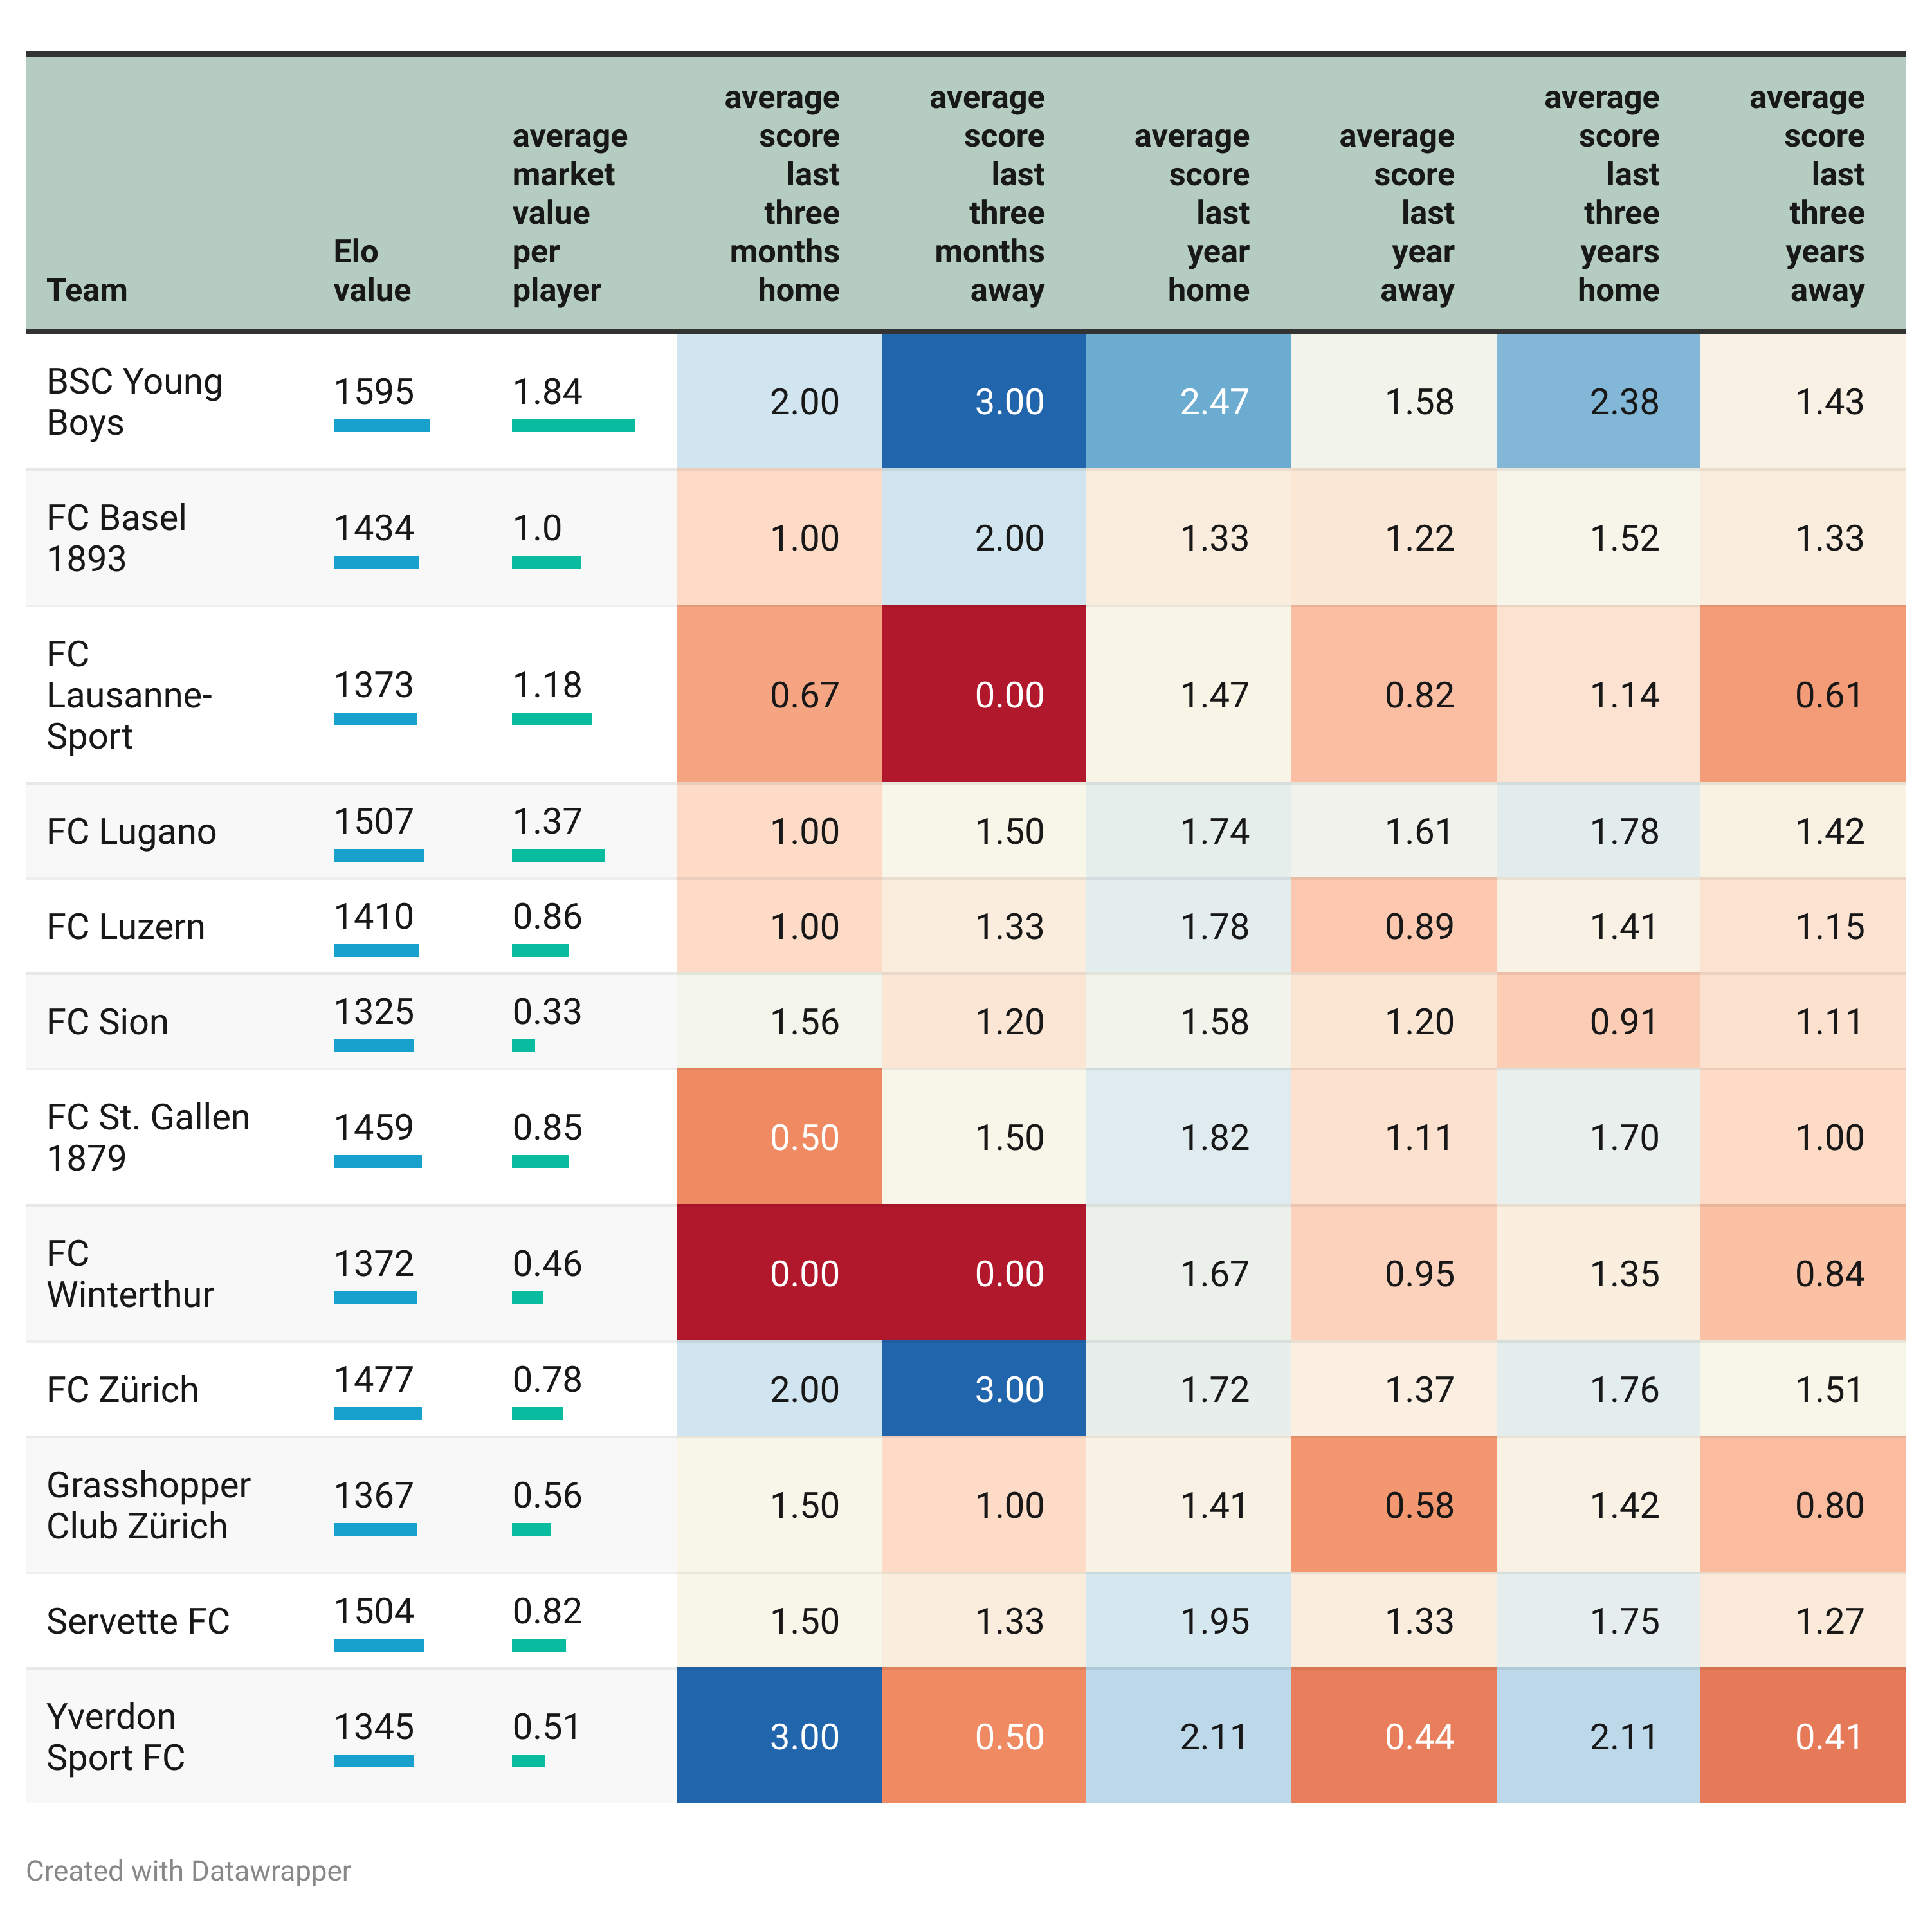 Team Elo value average market value per player average score last three months home average score last three months away average score last year home average score last year away average score last three years home average score last three years away
BSC Young Boys 1595 1.84 2.00 3.00 2.47 1.58 2.38 1.43
FC Basel 1893 1434 1.0 1.00 2.00 1.33 1.22 1.52 1.33
FC Lausanne-Sport 1373 1.18 0.67 0.00 1.47 0.82 1.14 0.61
FC Lugano 1507 1.37 1.00 1.50 1.74 1.61 1.78 1.42
FC Luzern 1410 0.86 1.00 1.33 1.78 0.89 1.41 1.15
FC Sion 1325 0.33 1.56 1.20 1.58 1.20 0.91 1.11
FC St. Gallen 1879 1459 0.85 0.50 1.50 1.82 1.11 1.70 1.00
FC Winterthur 1372 0.46 0.00 0.00 1.67 0.95 1.35 0.84
FC Zürich 1477 0.78 2.00 3.00 1.72 1.37 1.76 1.51
Grasshopper Club Zürich 1367 0.56 1.50 1.00 1.41 0.58 1.42 0.80
Servette FC 1504 0.82 1.50 1.33 1.95 1.33 1.75 1.27
Yverdon Sport FC 1345 0.51 3.00 0.50 2.11 0.44 2.11 0.41
Created with Datawrapper